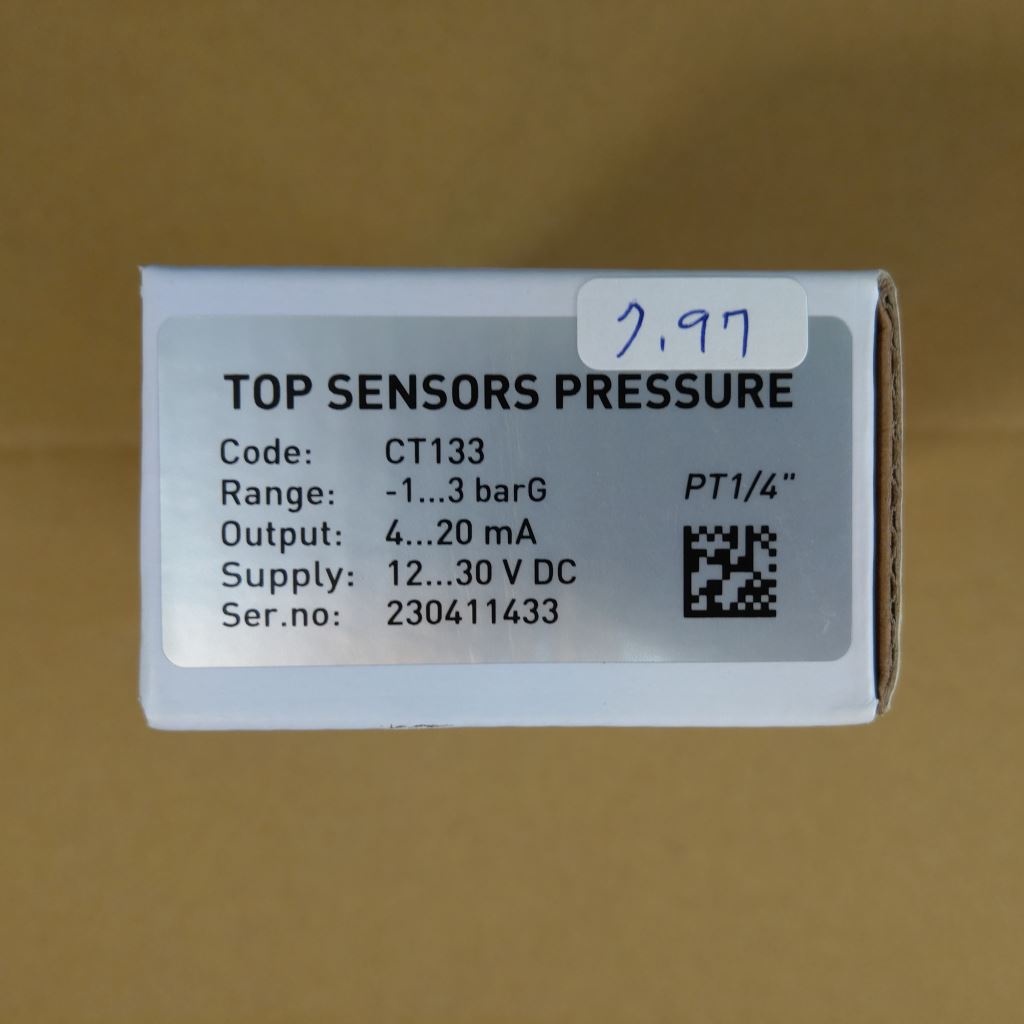 7.97
TOP SENSORS PRESSURE
Code: CT133
Range: -1...3 barG
PT1/4"
Output: 4...20 mA
Supply: 12...30 V DC
Ser.no: 230411433